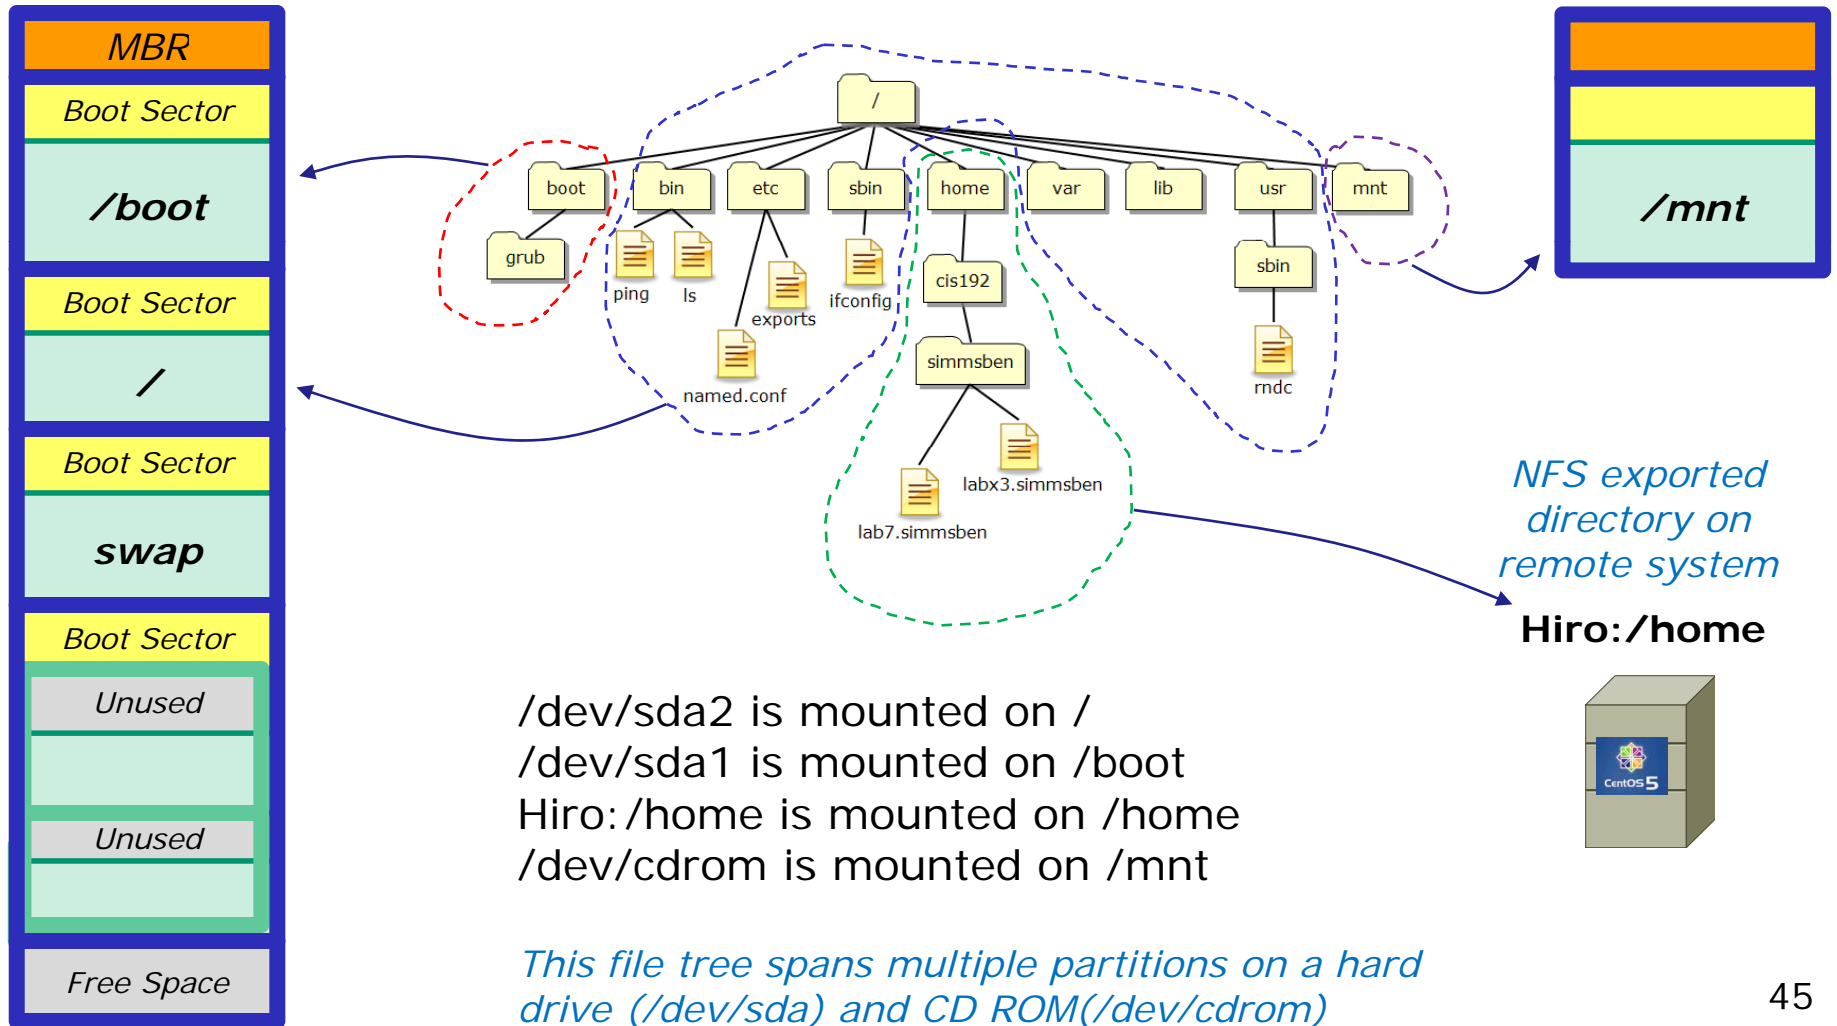 MBR
Boot Sector
/boot
Boot Sector
/
Boot Sector
swap
Boot Sector
Unused
Unused
Free Space
/
boot
bin
etc
sbin
home
var
lib
usr
mnt
grub
ping
ls
exports
ifconfig
cis192
sbin
named.conf
simmsben
rndc
labx3.simmsben
lab7.simmsben
/mnt
NFS exported
directory on
remote system
Hiro:/home
CentOS 5
/dev/sda2 is mounted on /
/dev/sda1 is mounted on /boot
Hiro:/home is mounted on /home
/dev/cdrom is mounted on /mnt
This file tree spans multiple partitions on a hard
drive (/dev/sda) and CD ROM(/dev/cdrom)
45